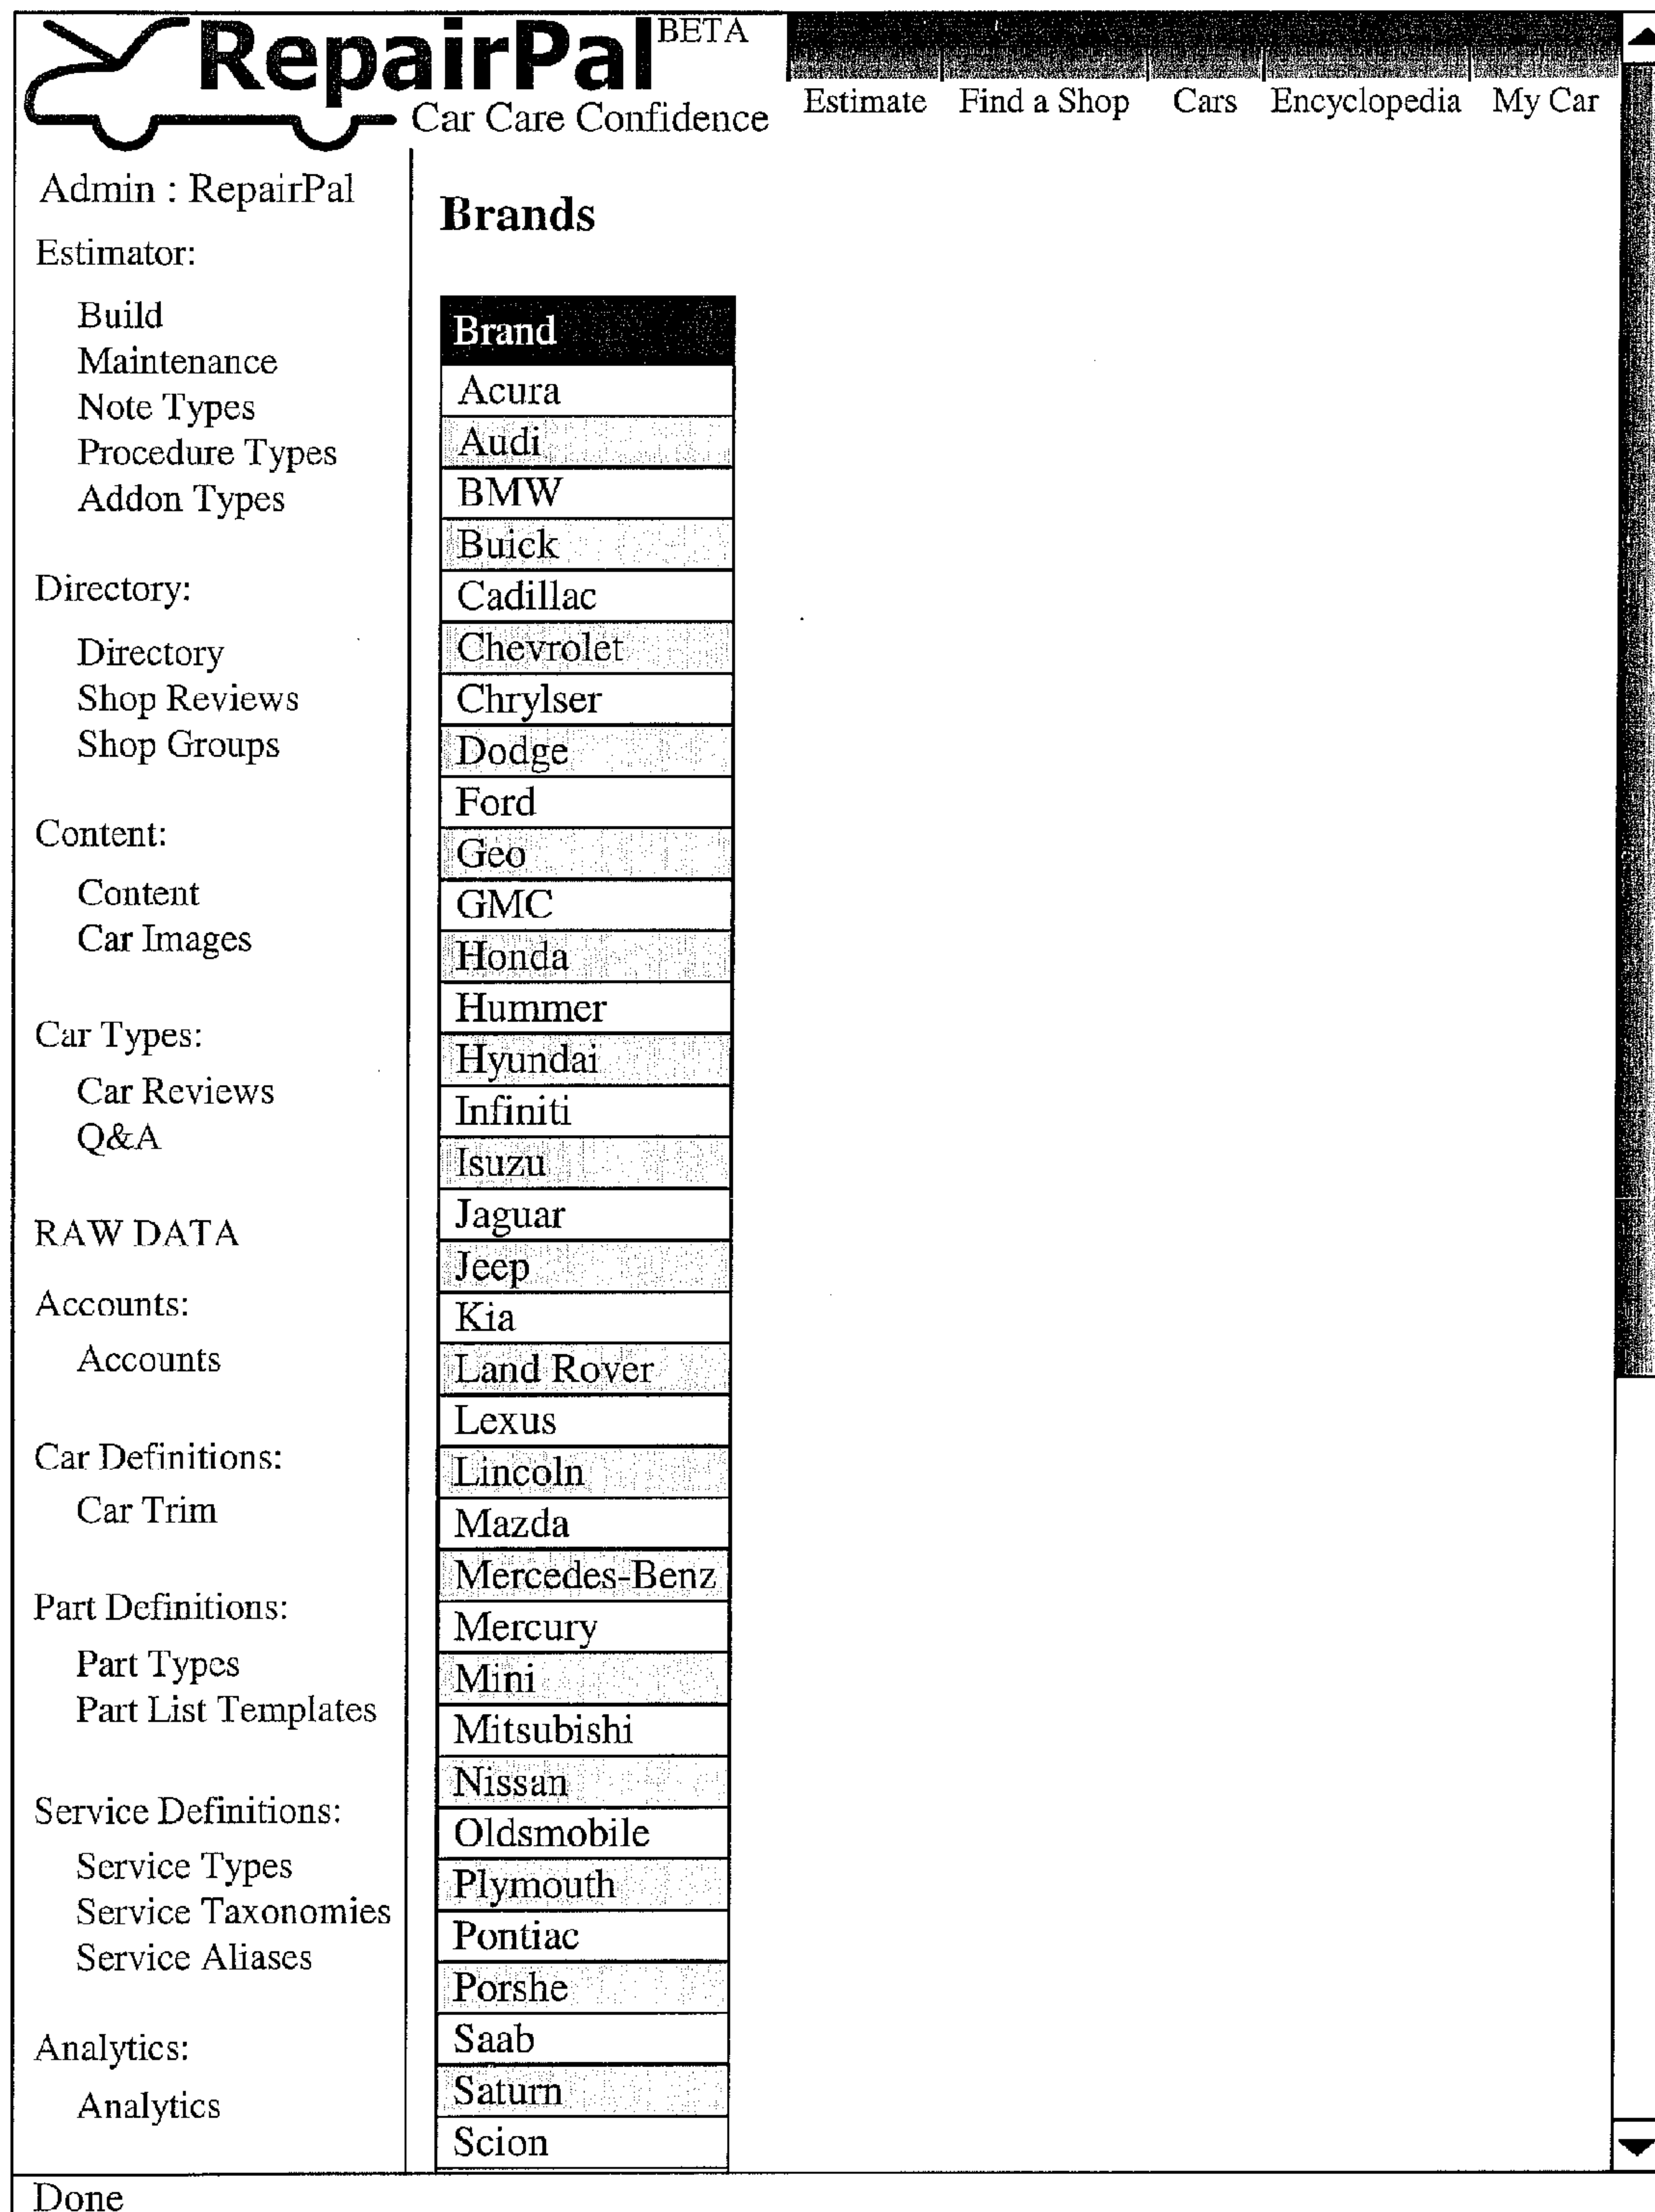 RepairPal BETA
Car Care Confidence
Estimate Find a Shop Cars Encyclopedia My Car
Admin : RepairPal
Estimator:
Build
Maintenance
Note Types
Procedure Types
Addon Types
Directory:
Directory
Shop Reviews
Shop Groups
Content:
Content
Car Images
Car Types:
Car Reviews
Q&A
RAW DATA
Accounts:
Accounts
Car Definitions:
Car Trim
Part Definitions:
Part Types
Part List Templates
Service Definitions:
Service Types
Service Taxonomies
Service Aliases
Analytics:
Analytics
Brands
Brand
Acura
Audi
BMW
Buick
Cadillac
Chevrolet
Chrylser
Dodge
Ford
Geo
GMC
Honda
Hummer
Hyundai
Infiniti
Isuzu
Jaguar
Jeep
Kia
Land Rover
Lexus
Lincoln
Mazda
Mercedes-Benz
Mercury
Mini
Mitsubishi
Nissan
Oldsmobile
Plymouth
Pontiac
Porshe
Saab
Saturn
Scion
Done